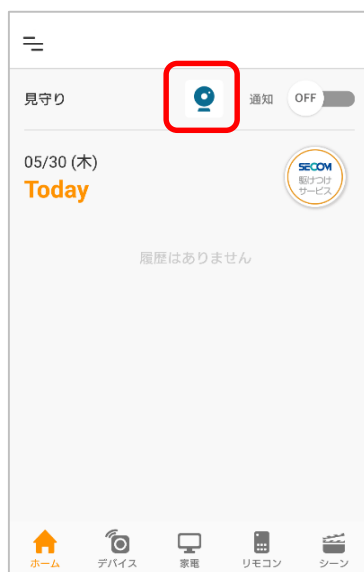 見守り
通知 OFF
05/30 (木)
Today
SECOM
駆けつけ
サービス
履歴はありません
ホーム デバイス 家電 リモコン シーン